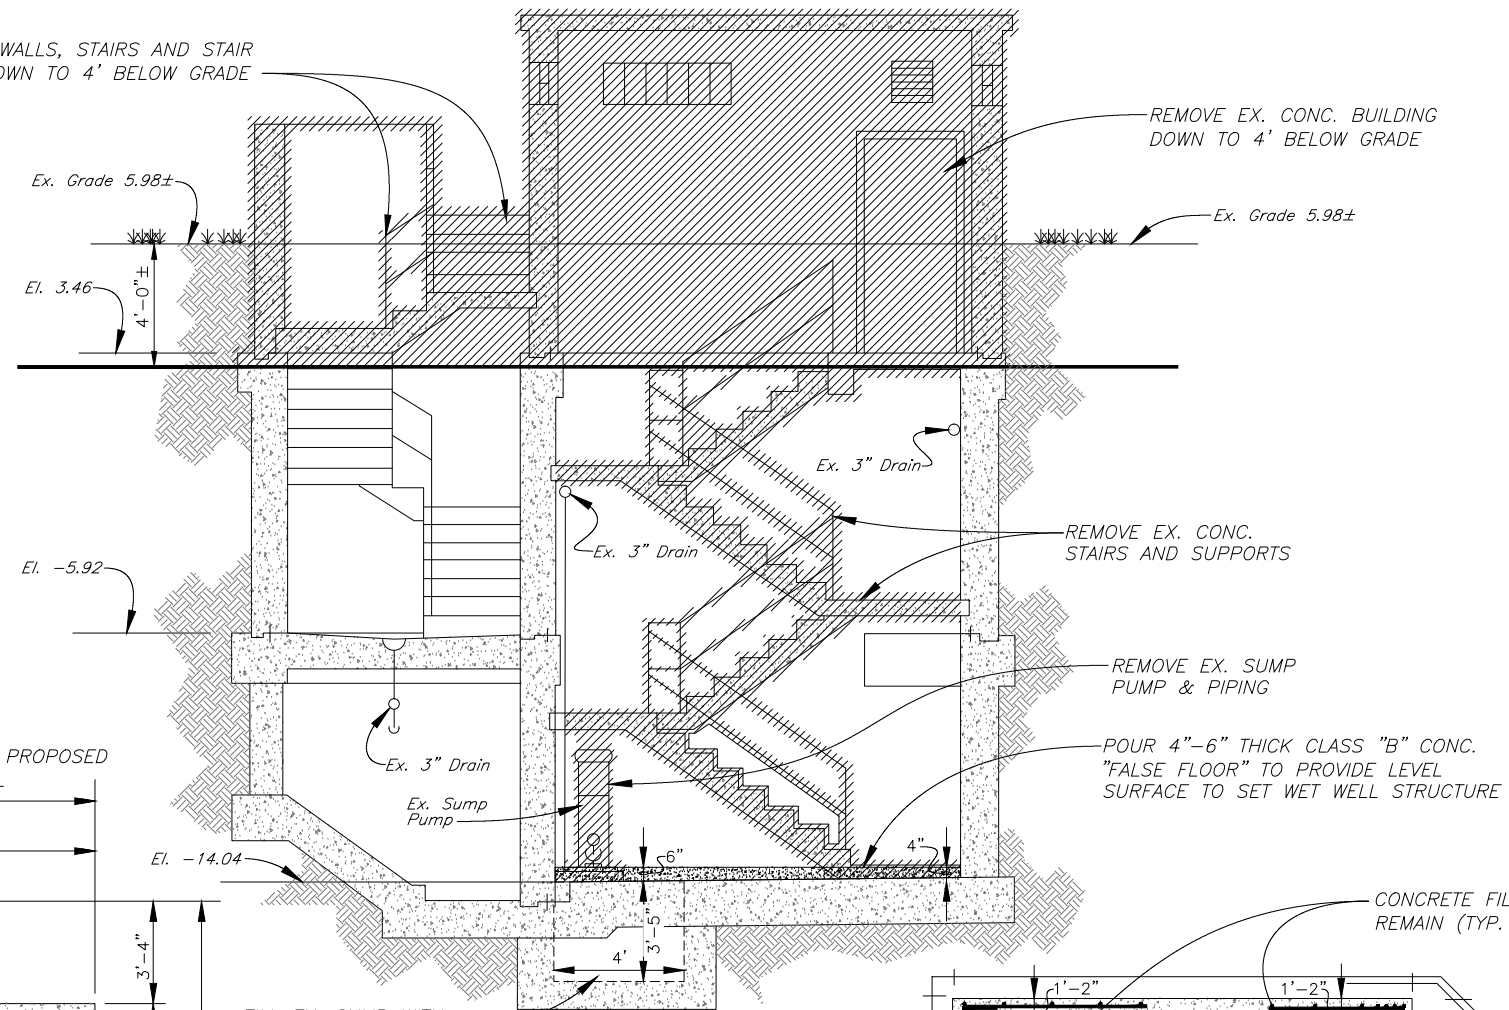 WALLS, STAIRS AND STAIR
DOWN TO 4' BELOW GRADE
REMOVE EX. CONC. BUILDING
DOWN TO 4' BELOW GRADE
Ex. Grade 5.98±
Ex. Grade 5.98±
El. 3.46
4'-0"±
Ex. 3" Drain
Ex. 3" Drain
REMOVE EX. CONC.
STAIRS AND SUPPORTS
El. -5.92
REMOVE EX. SUMP
PUMP & PIPING
PROPOSED
POUR 4"-6" THICK CLASS "B" CONC.
"FALSE FLOOR" TO PROVIDE LEVEL
SURFACE TO SET WET WELL STRUCTURE
Ex. 3" Drain
Ex. Sump
Pump
El. -14.04
6"
4"
3'-5"
4'
3'-4"
CONCRETE
REMAIN (TYP.
1'-2"
1'-2"